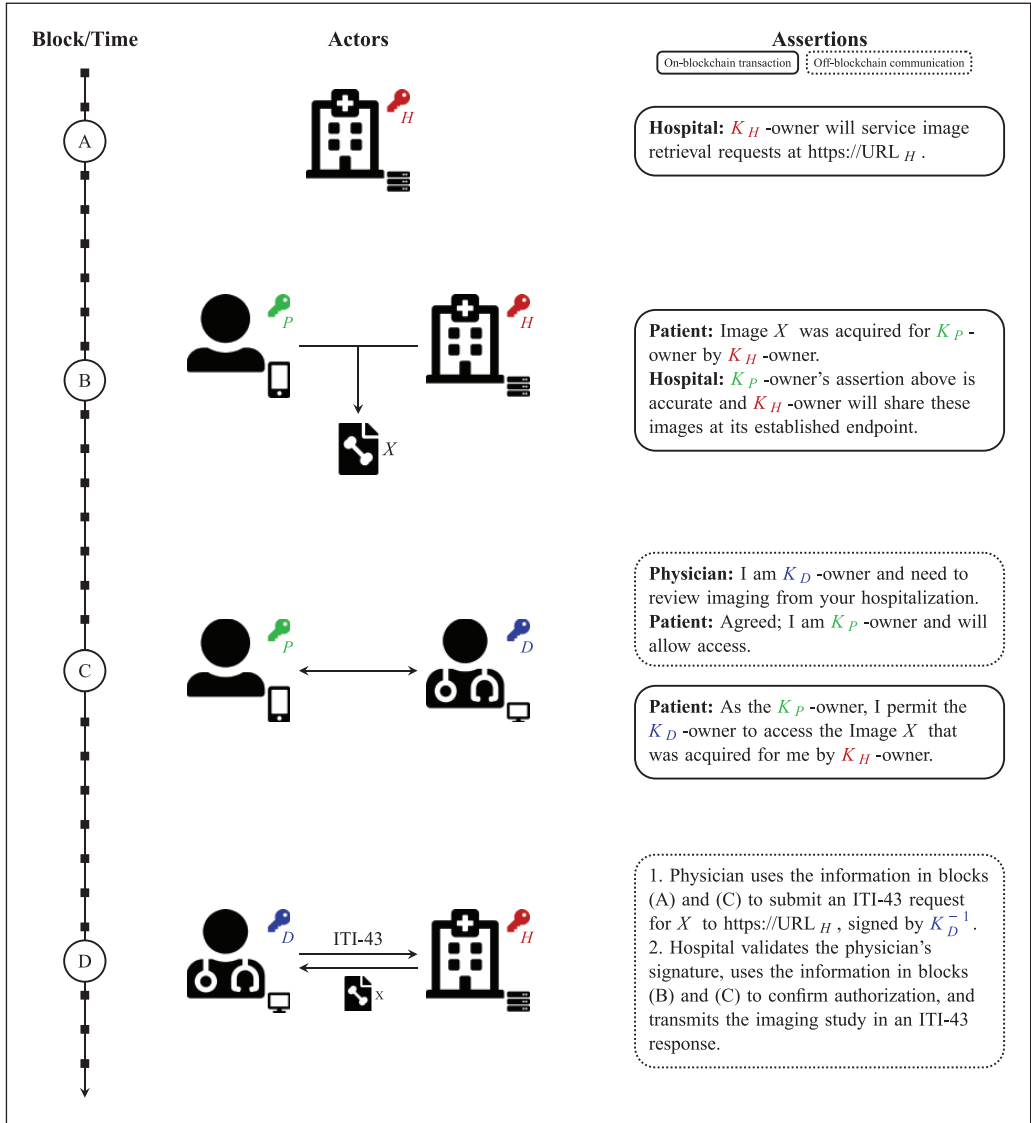 Block/Time
Actors
Assertions
On-blockchain transaction
Off-blockchain communication
A
H
Hospital: K H -owner will service image
retrieval requests at https://URL H .
B
P
H
X
Patient: Image X was acquired for K P -
owner by K H -owner.
Hospital: K P -owner's assertion above is
accurate and K H -owner will share these
images at its established endpoint.
C
P
D
Physician: I am K D -owner and need to
review imaging from your hospitalization.
Patient: Agreed; I am K P -owner and will
allow access.
Patient: As the K P -owner, I permit the
K D -owner to access the Image X that
was acquired for me by K H -owner.
D
D
ITI-43
X
H
1. Physician uses the information in blocks
(A) and (C) to submit an ITI-43 request
for X to https://URL H , signed by K D −1 .
2. Hospital validates the physician's
signature, uses the information in blocks
(B) and (C) to confirm authorization, and
transmits the imaging study in an ITI-43
response.